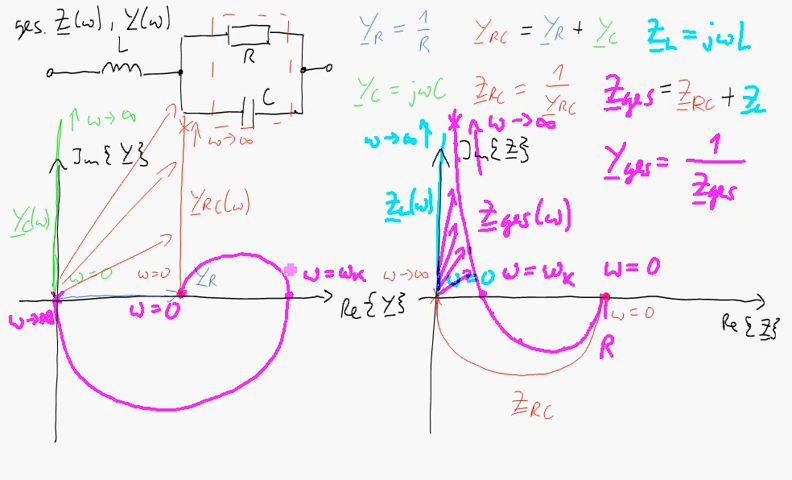 ges. Z(ω), Y(ω)
L
R
C
Y_R = 1/R
Y_RC = Y_R + Y_C
Z_L = jωL
Y_C = jωC
Z_RC = 1/Y_RC
Z_ges = Z_RC + Z_L
Y_ges = 1/Z_ges
↑ ω→∞
Jm{Y}
↑ ω→∞
Y_C(ω)
Y_RC(ω)
ω=0
ω=0
Y_R
ω=ω_K
ω→∞
ω=0
Re{Y}
ω→∞ ↑
ω→∞
Jm{Z}
Z_L(ω)
Z_ges(ω)
ω→∞
ω=0
ω=ω_K
ω=0
ω=0
R
Re{Z}
Z_RC